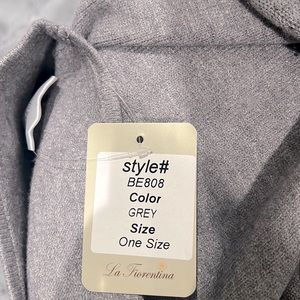 style#
BE808
Color
GREY
Size
One Size
La Fiorentina